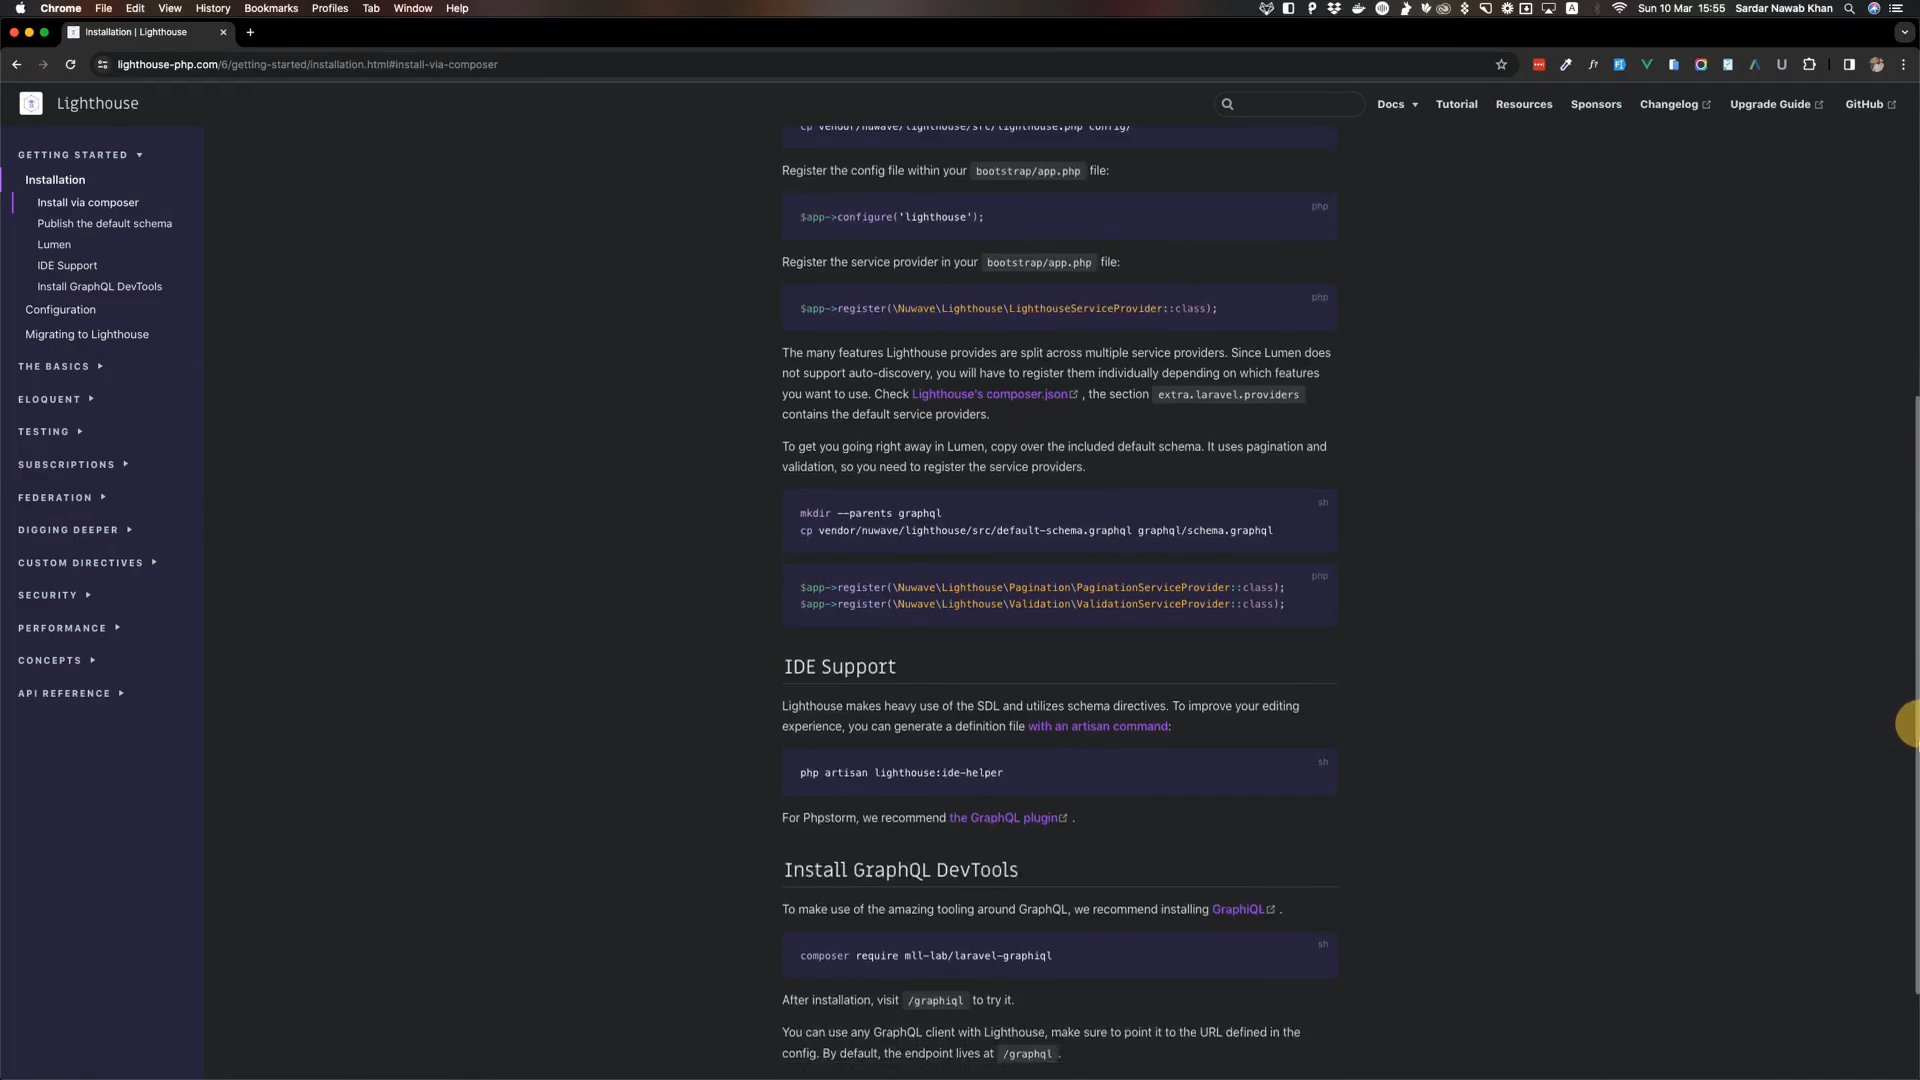 Chrome File Edit View History Bookmarks Profiles Tab Window Help
Sun 10 Mar 15:55 Sardar Nawab Khan
Installation | Lighthouse
lighthouse-php.com/6/getting-started/installation.html#install-via-composer
Lighthouse
Docs Tutorial Resources Sponsors Changelog Upgrade Guide GitHub
GETTING STARTED
Installation
Install via composer
Publish the default schema
Lumen
IDE Support
Install GraphQL DevTools
Configuration
Migrating to Lighthouse
THE BASICS
ELOQUENT
TESTING
SUBSCRIPTIONS
FEDERATION
DIGGING DEEPER
CUSTOM DIRECTIVES
SECURITY
PERFORMANCE
CONCEPTS
API REFERENCE
cp vendor/nuwave/lighthouse/src/lighthouse.php config/
Register the config file within your bootstrap/app.php file:
php
$app->configure('lighthouse');
Register the service provider in your bootstrap/app.php file:
php
$app->register(\Nuwave\Lighthouse\LighthouseServiceProvider::class);
The many features Lighthouse provides are split across multiple service providers. Since Lumen does
not support auto-discovery, you will have to register them individually depending on which features
you want to use. Check Lighthouse's composer.json , the section extra.laravel.providers
contains the default service providers.
To get you going right away in Lumen, copy over the included default schema. It uses pagination and
validation, so you need to register the service providers.
sh
mkdir --parents graphql
cp vendor/nuwave/lighthouse/src/default-schema.graphql graphql/schema.graphql
php
$app->register(\Nuwave\Lighthouse\Pagination\PaginationServiceProvider::class);
$app->register(\Nuwave\Lighthouse\Validation\ValidationServiceProvider::class);
IDE Support
Lighthouse makes heavy use of the SDL and utilizes schema directives. To improve your editing
experience, you can generate a definition file with an artisan command:
sh
php artisan lighthouse:ide-helper
For Phpstorm, we recommend the GraphQL plugin .
Install GraphQL DevTools
To make use of the amazing tooling around GraphQL, we recommend installing GraphiQL .
sh
composer require mll-lab/laravel-graphiql
After installation, visit /graphiql to try it.
You can use any GraphQL client with Lighthouse, make sure to point it to the URL defined in the
config. By default, the endpoint lives at /graphql .